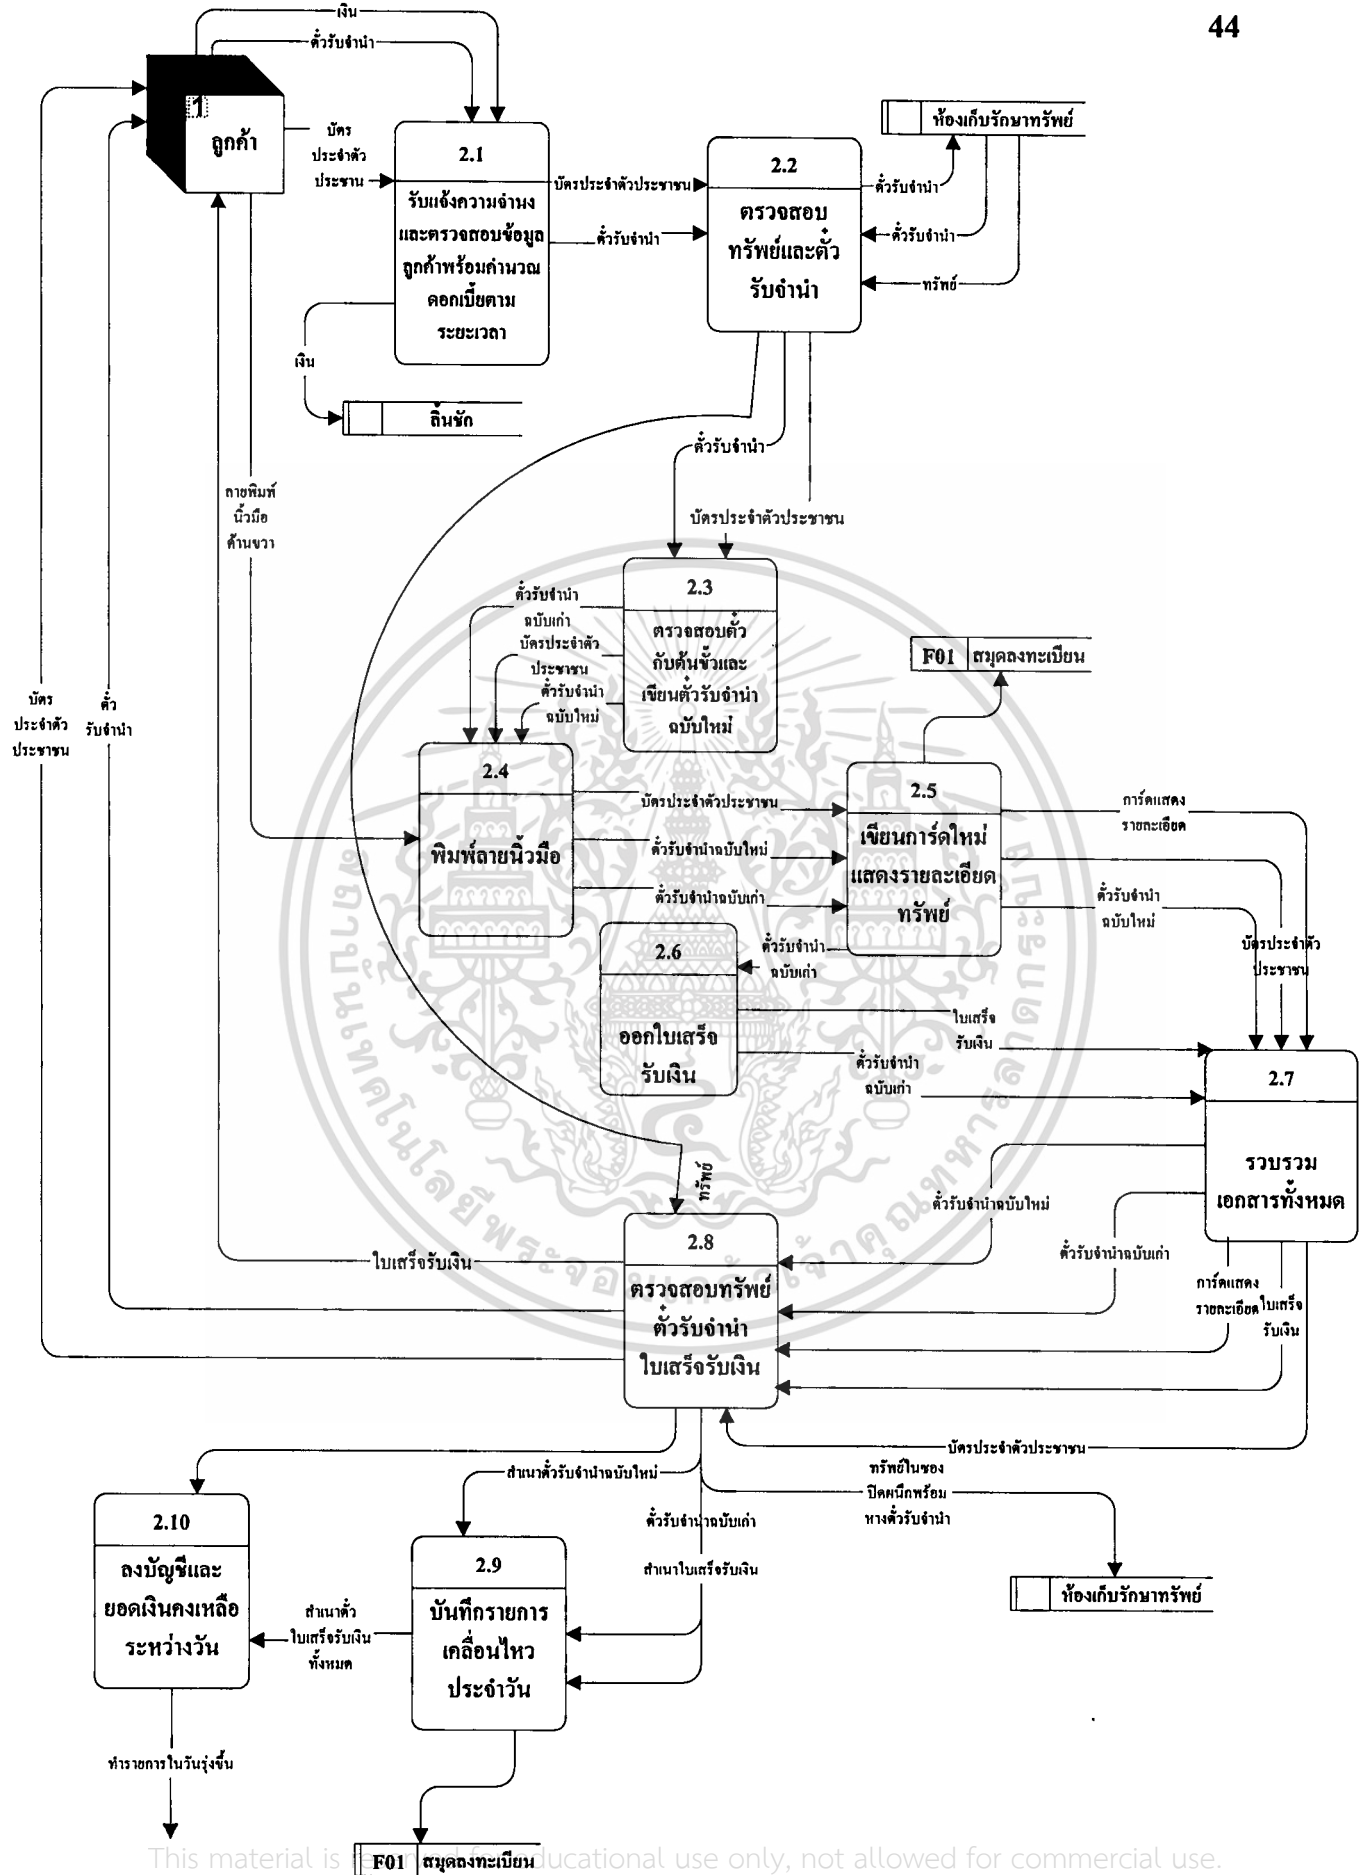 44
เงิน
ตั๋วรับจำนำ
1
ลูกค้า
บัตร
ประจำตัว
ประชาน
2.1
รับแจ้งความจำนง
และตรวจสอบข้อมูล
ลูกค้าพร้อมคำนวณ
ดอกเบี้ยตาม
ระยะเวลา
บัตรประจำตัวประชาชน
ตั๋วรับจำนำ
2.2
ตรวจสอบ
ทรัพย์และตั๋ว
รับจำนำ
ห้องเก็บรักษาทรัพย์
ตั๋วรับจำนำ
ตั๋วรับจำนำ
ทรัพย์
เงิน
ลิ้นชัก
ตั๋วรับจำนำ
บัตรประจำตัวประชาชน
ลายพิมพ์
นิ้วมือ
ด้านขวา
2.3
ตรวจสอบตั๋ว
กับต้นขั้วและ
เขียนตั๋วรับจำนำ
ฉบับใหม่
ตั๋วรับจำนำ
ฉบับเก่า
บัตรประจำตัว
ประชาชน
ตั๋วรับจำนำ
ฉบับใหม่
F01 สมุดลงทะเบียน
บัตร
ประจำตัว
ประชาชน
ตั๋ว
รับจำนำ
2.4
พิมพ์ลายนิ้วมือ
บัตรประจำตัวประชาชน
ตั๋วรับจำนำฉบับใหม่
ตั๋วรับจำนำฉบับเก่า
2.5
เขียนการ์ดใหม่
แสดงรายละเอียด
ทรัพย์
การ์ดแสดง
รายละเอียด
ตั๋วรับจำนำ
ฉบับใหม่
บัตรประจำตัว
ประชาชน
2.6
ออกใบเสร็จ
รับเงิน
ตั๋วรับจำนำ
ฉบับเก่า
ใบเสร็จ
รับเงิน
ตั๋วรับจำนำ
ฉบับเก่า
2.7
รวบรวม
เอกสารทั้งหมด
ทรัพย์
ตั๋วรับจำนำฉบับใหม่
ตั๋วรับจำนำฉบับเก่า
การ์ดแสดง
รายละเอียด
ใบเสร็จ
รับเงิน
2.8
ตรวจสอบทรัพย์
ตั๋วรับจำนำ
ใบเสร็จรับเงิน
ใบเสร็จรับเงิน
บัตรประจำตัวประชาชน
สำเนาตั๋วรับจำนำฉบับใหม่
ทรัพย์ในซอง
ปิดผนึกพร้อม
หางตั๋วรับจำนำ
ตั๋วรับจำนำฉบับเก่า
สำเนาใบเสร็จรับเงิน
ห้องเก็บรักษาทรัพย์
2.10
ลงบัญชีและ
ยอดเงินคงเหลือ
ระหว่างวัน
สำเนาตั๋ว
ใบเสร็จรับเงิน
ทั้งหมด
2.9
บันทึกรายการ
เคลื่อนไหว
ประจำวัน
ทำรายการในวันรุ่งขึ้น
F01 สมุดลงทะเบียน
สถาบันเทคโนโลยีพระจอมเกล้าเจ้าคุณทหารลาดกระบัง
This material is for educational use only, not allowed for commercial use.